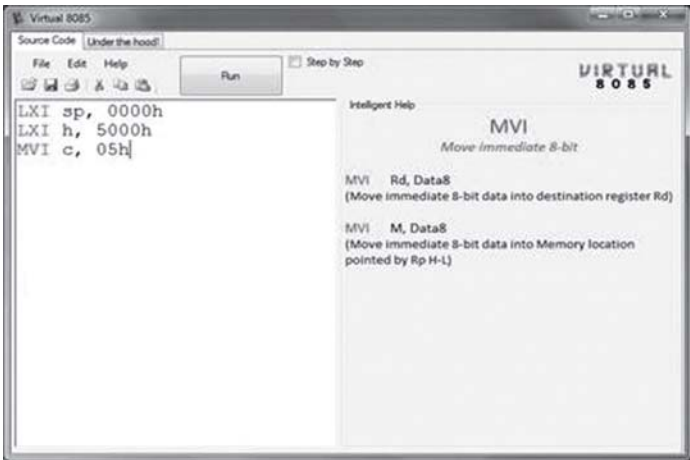 Virtual 8085
Source Code Under the hood!
File Edit Help
Run
Step by Step
VIRTUAL
8085
LXI sp, 0000h
LXI h, 5000h
MVI c, 05h
Intelligent Help
MVI
Move immediate 8-bit
MVI Rd, Data8
(Move immediate 8-bit data into destination register Rd)
MVI M, Data8
(Move immediate 8-bit data into Memory location
pointed by Rp H-L)